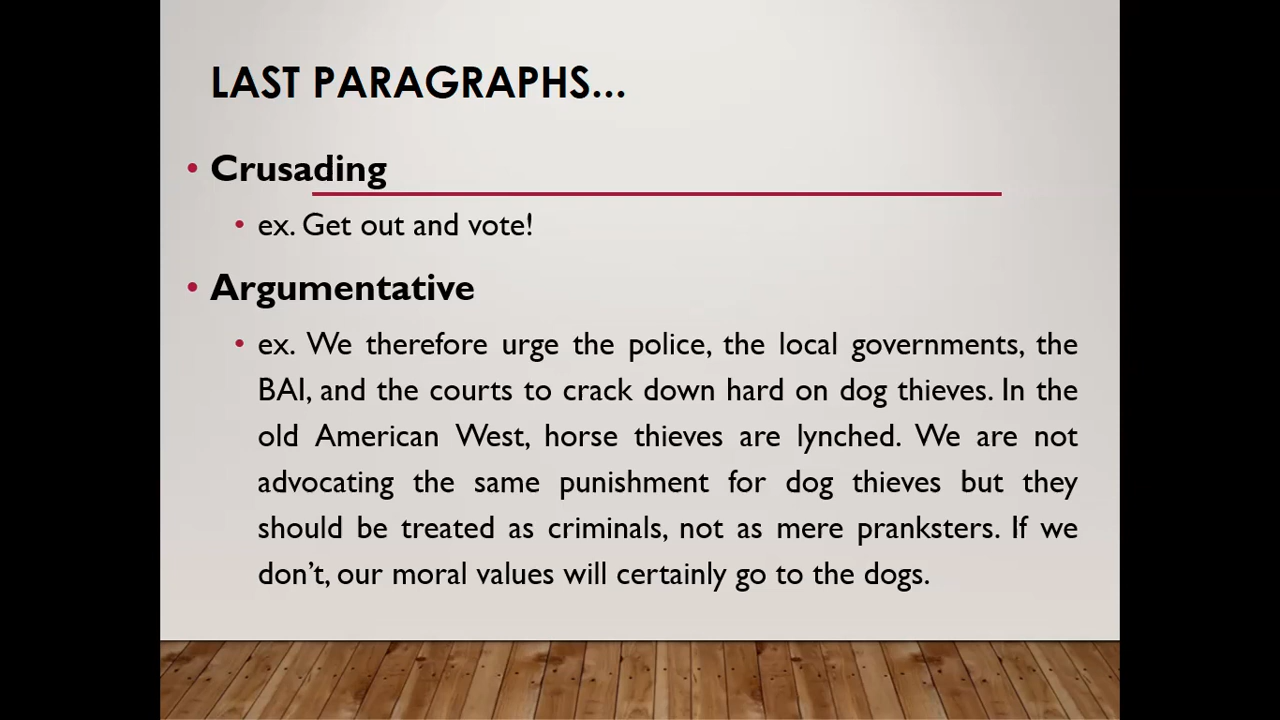 LAST PARAGRAPHS...
• Crusading
• ex. Get out and vote!
• Argumentative
• ex. We therefore urge the police, the local governments, the
BAI, and the courts to crack down hard on dog thieves. In the
old American West, horse thieves are lynched. We are not
advocating the same punishment for dog thieves but they
should be treated as criminals, not as mere pranksters. If we
don't, our moral values will certainly go to the dogs.